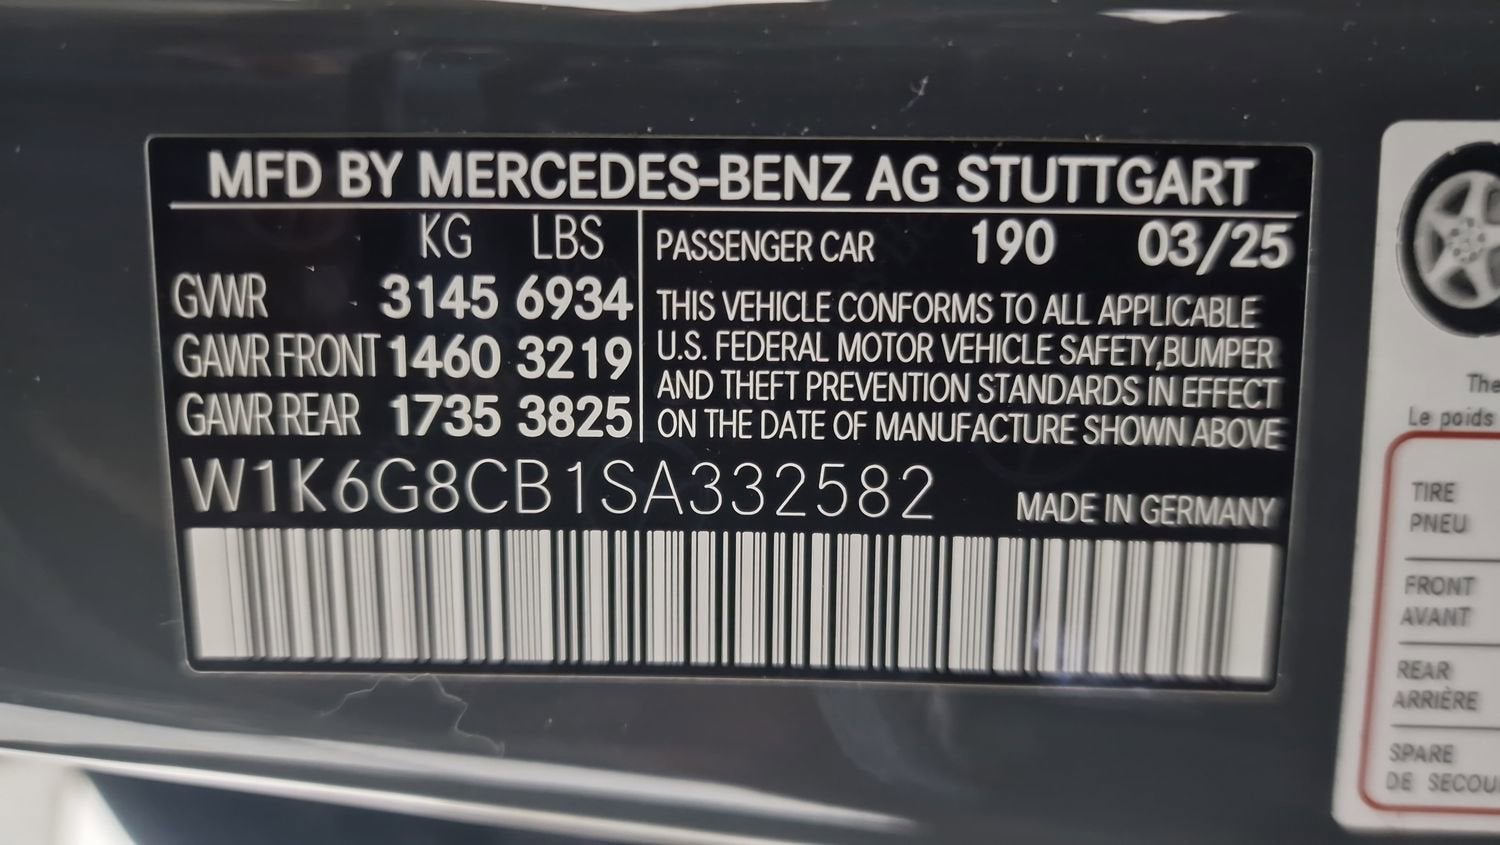 MFD BY MERCEDES-BENZ AG STUTTGART
KG LBS
GVWR 3145 6934
GAWR FRONT 1460 3219
GAWR REAR 1735 3825
PASSENGER CAR 190 03/25
THIS VEHICLE CONFORMS TO ALL APPLICABLE
U.S. FEDERAL MOTOR VEHICLE SAFETY,BUMPER
AND THEFT PREVENTION STANDARDS IN EFFECT
ON THE DATE OF MANUFACTURE SHOWN ABOVE
W1K6G8CB1SA332582
MADE IN GERMANY
The
Le poids
TIRE
PNEU
FRONT
AVANT
REAR
ARRIÈRE
SPARE
DE SECOU